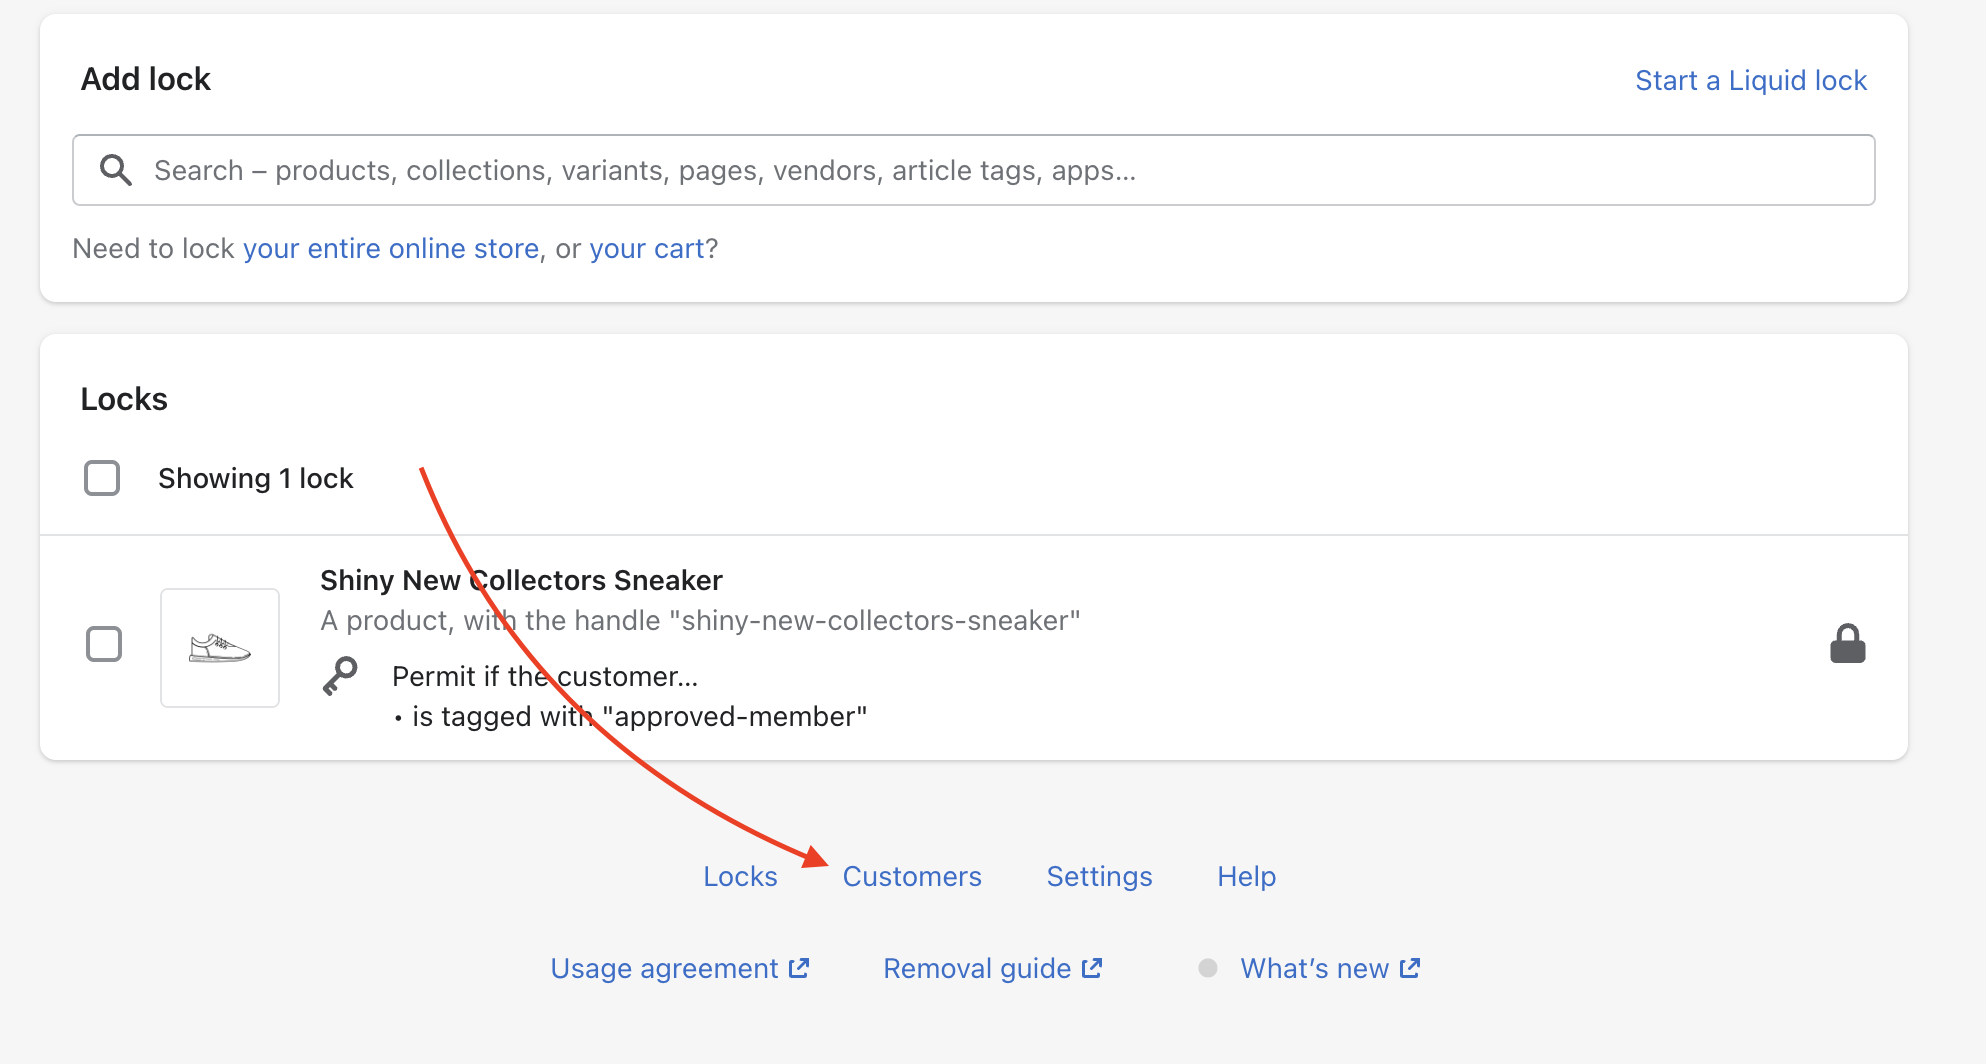 Add lock
Start a Liquid lock
Search – products, collections, variants, pages, vendors, article tags, apps...
Need to lock your entire online store, or your cart?
Locks
Showing 1 lock
Shiny New Collectors Sneaker
A product, with the handle "shiny-new-collectors-sneaker"
Permit if the customer...
• is tagged with "approved-member"
Locks Customers Settings Help
Usage agreement Removal guide What's new